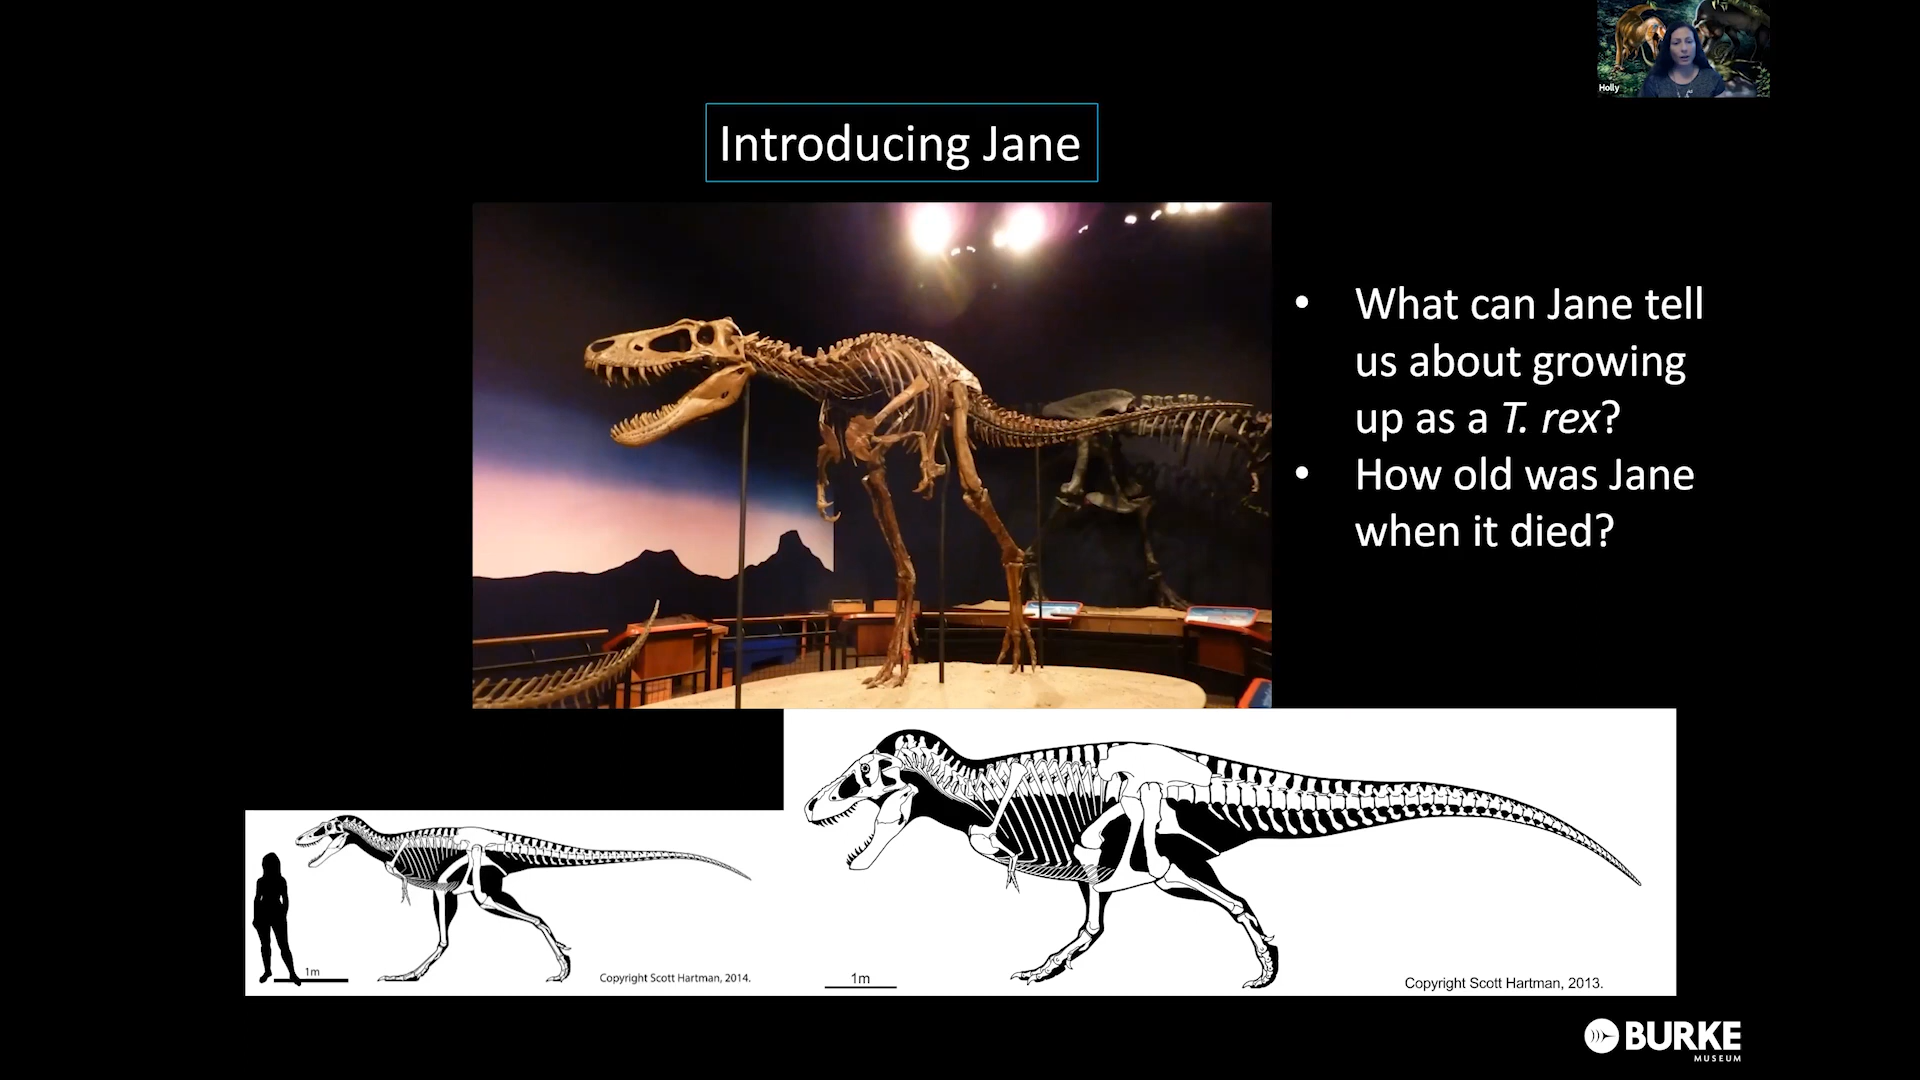 Holly
Introducing Jane
• What can Jane tell
us about growing
up as a T. rex?
• How old was Jane
when it died?
1m
Copyright Scott Hartman, 2014.
1m
Copyright Scott Hartman, 2013.
BURKE
MUSEUM